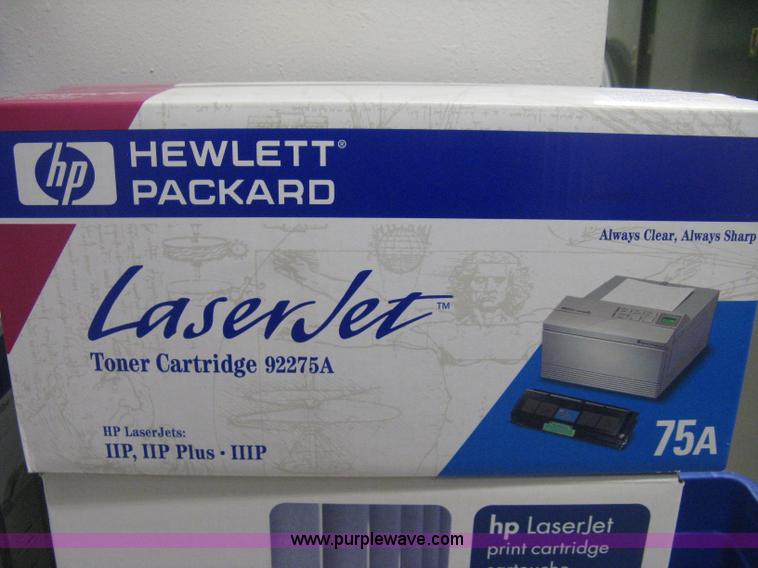 hp HEWLETT®
PACKARD
Always Clear, Always Sharp
LaserJet™
Toner Cartridge 92275A
HP LaserJets:
IIP, IIP Plus · IIIP
75A
hp LaserJet
print cartridge
cartouche
www.purplewave.com